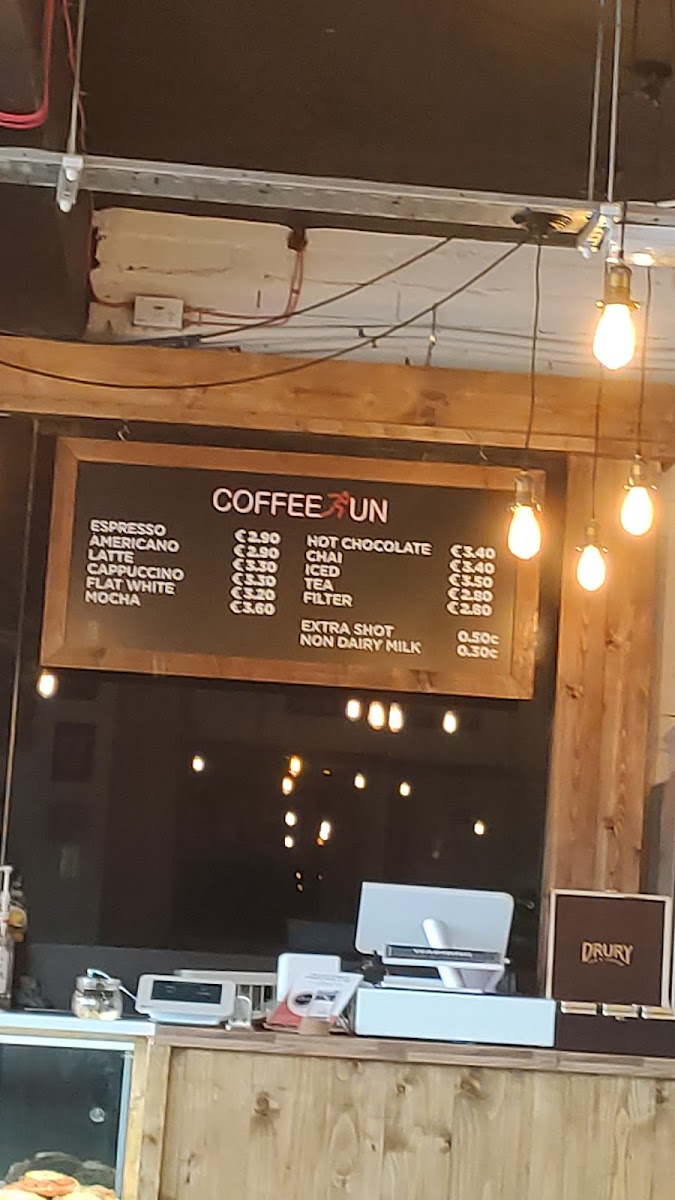 COFFEE RUN
ESPRESSO €2.90
AMERICANO €2.90
LATTE €3.30
CAPPUCCINO €3.30
FLAT WHITE €3.20
MOCHA €3.60
HOT CHOCOLATE €3.40
CHAI €3.40
ICED €3.50
TEA €2.80
FILTER €2.80
EXTRA SHOT 0.50c
NON DAIRY MILK 0.30c
DRURY